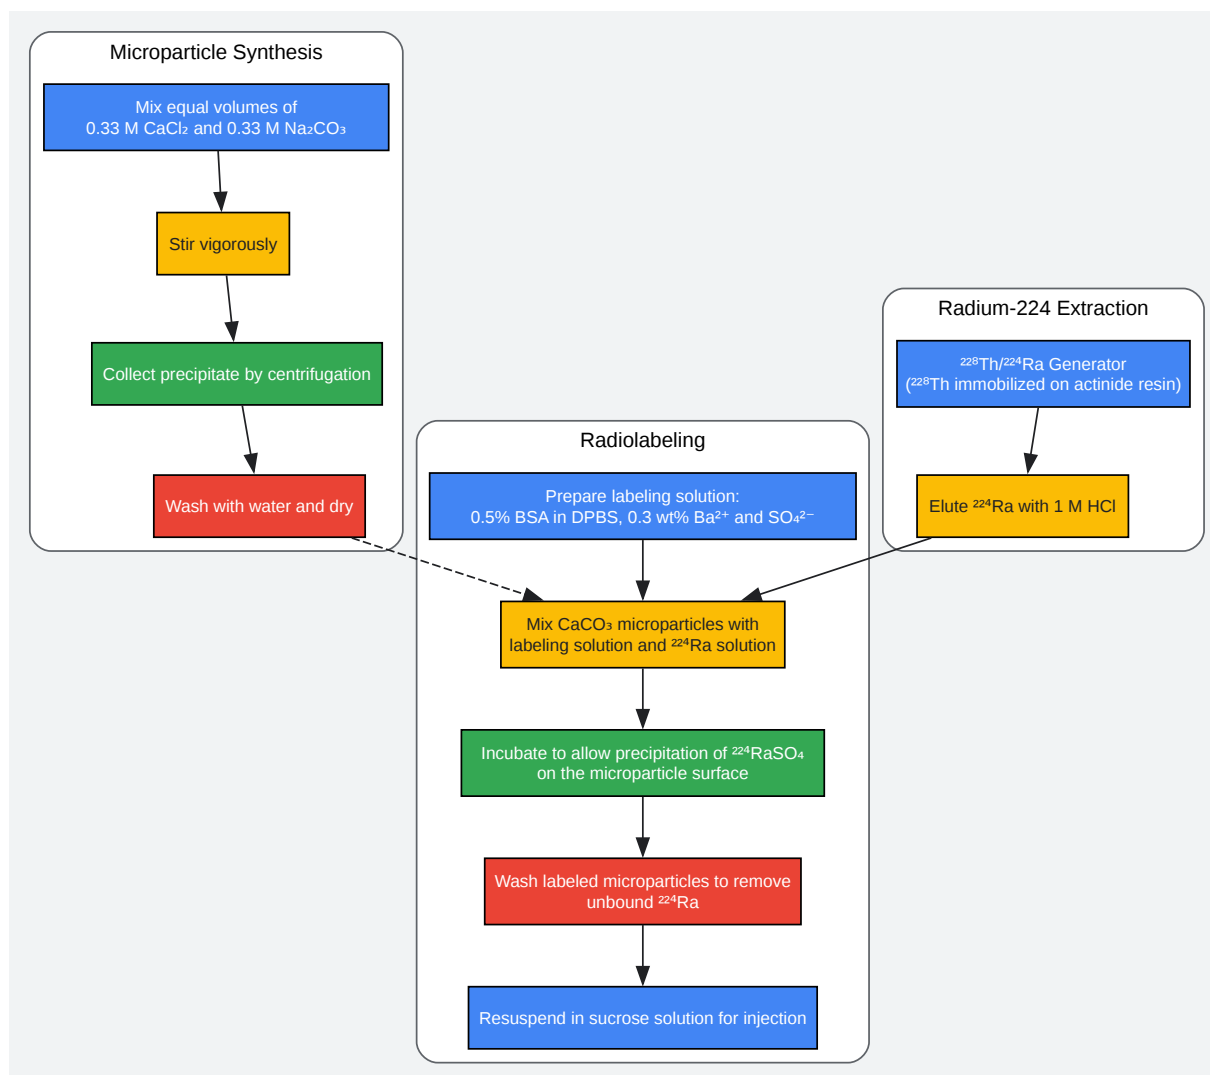 Microparticle Synthesis
Mix equal volumes of
0.33 M CaCl₂ and 0.33 M Na₂CO₃
Stir vigorously
Collect precipitate by centrifugation
Wash with water and dry
Radium-224 Extraction
²²⁸Th/²²⁴Ra Generator
(²²⁸Th immobilized on actinide resin)
Elute ²²⁴Ra with 1 M HCl
Radiolabeling
Prepare labeling solution:
0.5% BSA in DPBS, 0.3 wt% Ba²⁺ and SO₄²⁻
Mix CaCO₃ microparticles with
labeling solution and ²²⁴Ra solution
Incubate to allow precipitation of ²²⁴RaSO₄
on the microparticle surface
Wash labeled microparticles to remove
unbound ²²⁴Ra
Resuspend in sucrose solution for injection